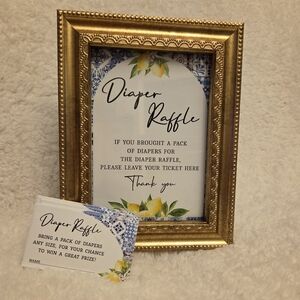 Diaper
Raffle
IF YOU BROUGHT A PACK
OF DIAPERS FOR
THE DIAPER RAFFLE,
PLEASE LEAVE YOUR TICKET HERE
Thank you
Diaper Raffle
BRING A PACK OF DIAPERS
ANY SIZE, FOR YOUR CHANCE
TO WIN A GREAT PRIZE!
NAME